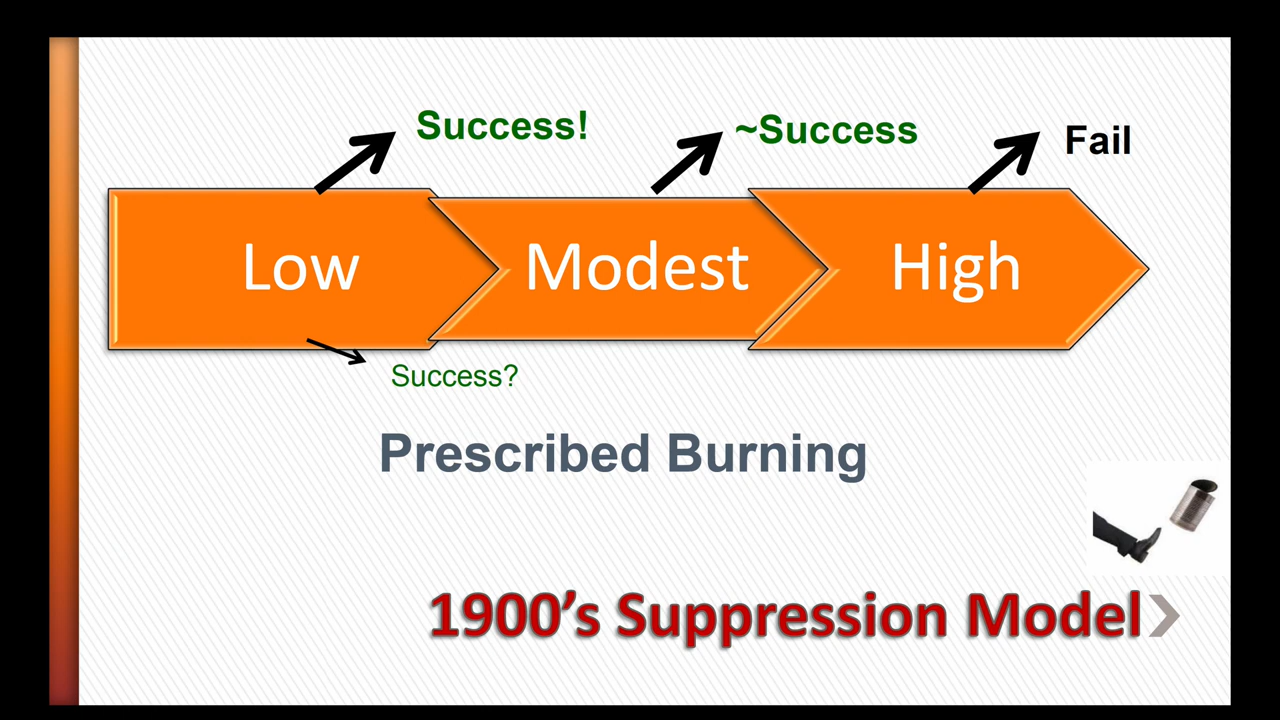 Success!
~Success
Fail
Low
Modest
High
Success?
Prescribed Burning
1900’s Suppression Model